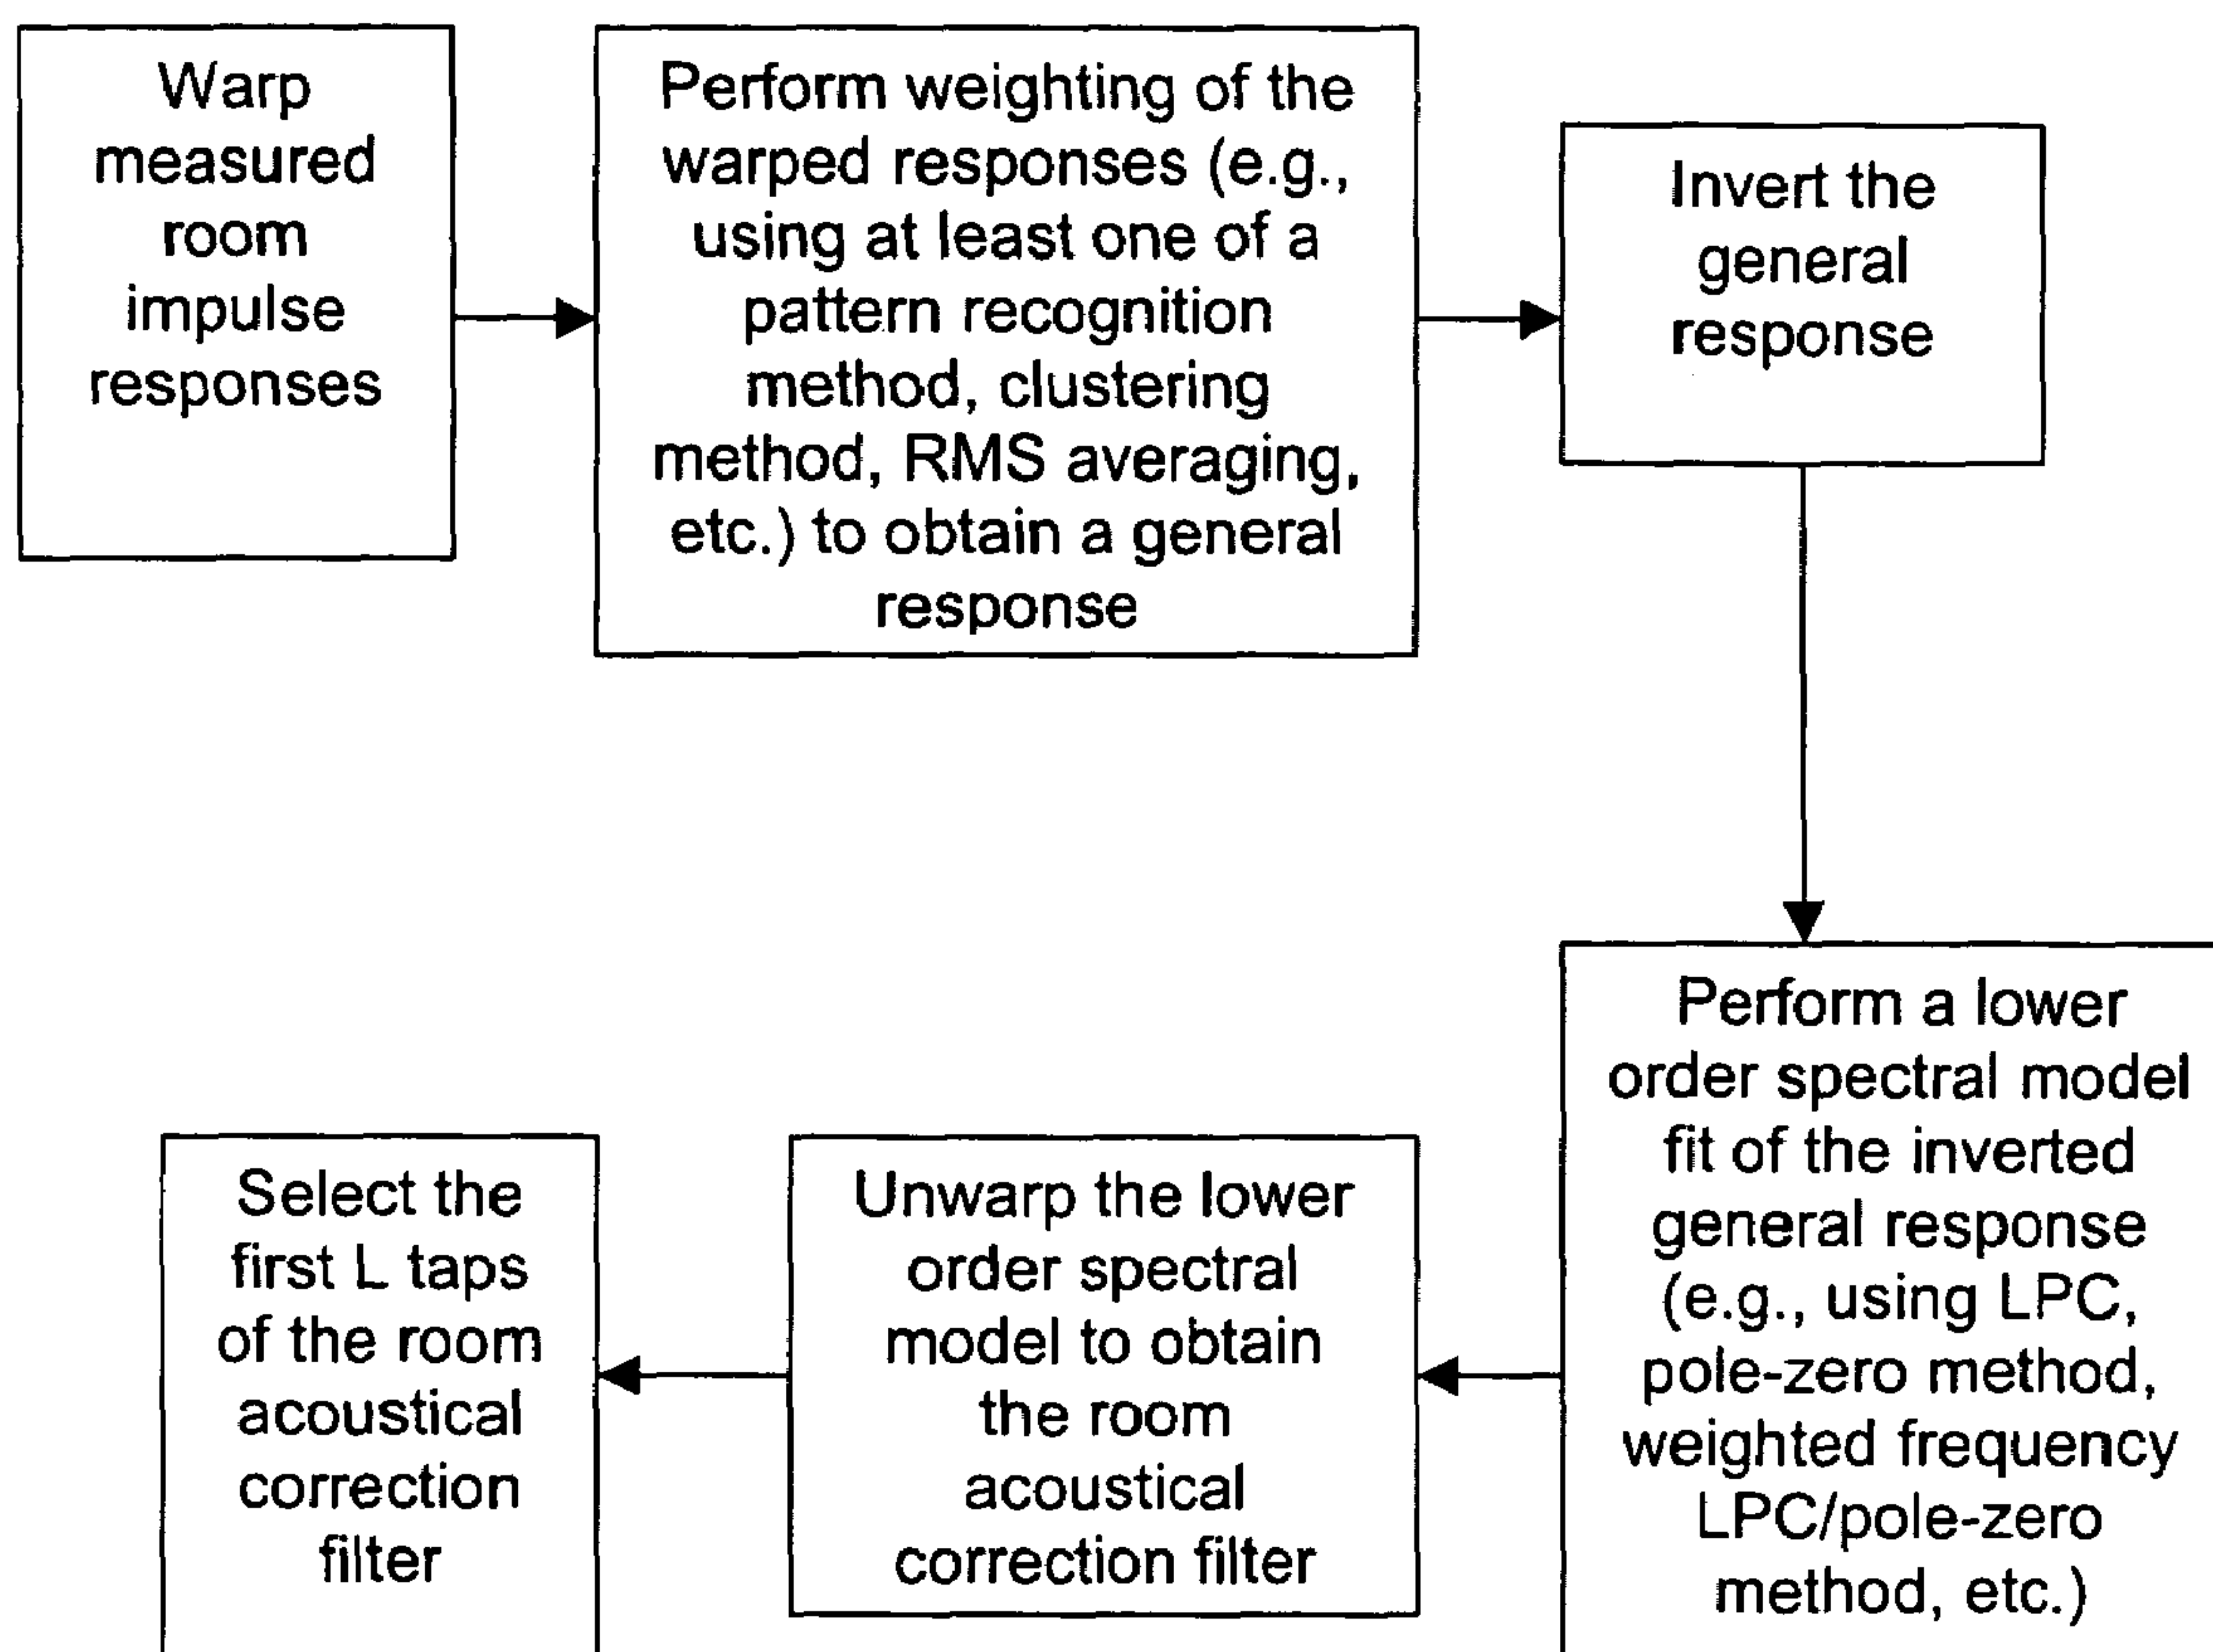 Warp
measured
room
impulse
responses
Perform weighting of the
warped responses (e.g.,
using at least one of a
pattern recognition
method, clustering
method, RMS averaging,
etc.) to obtain a general
response
Invert the
general
response
Perform a lower
order spectral model
fit of the inverted
general response
(e.g., using LPC,
pole-zero method,
weighted frequency
LPC/pole-zero
method, etc.)
Unwarp the lower
order spectral
model to obtain
the room
acoustical
correction filter
Select the
first L taps
of the room
acoustical
correction
filter